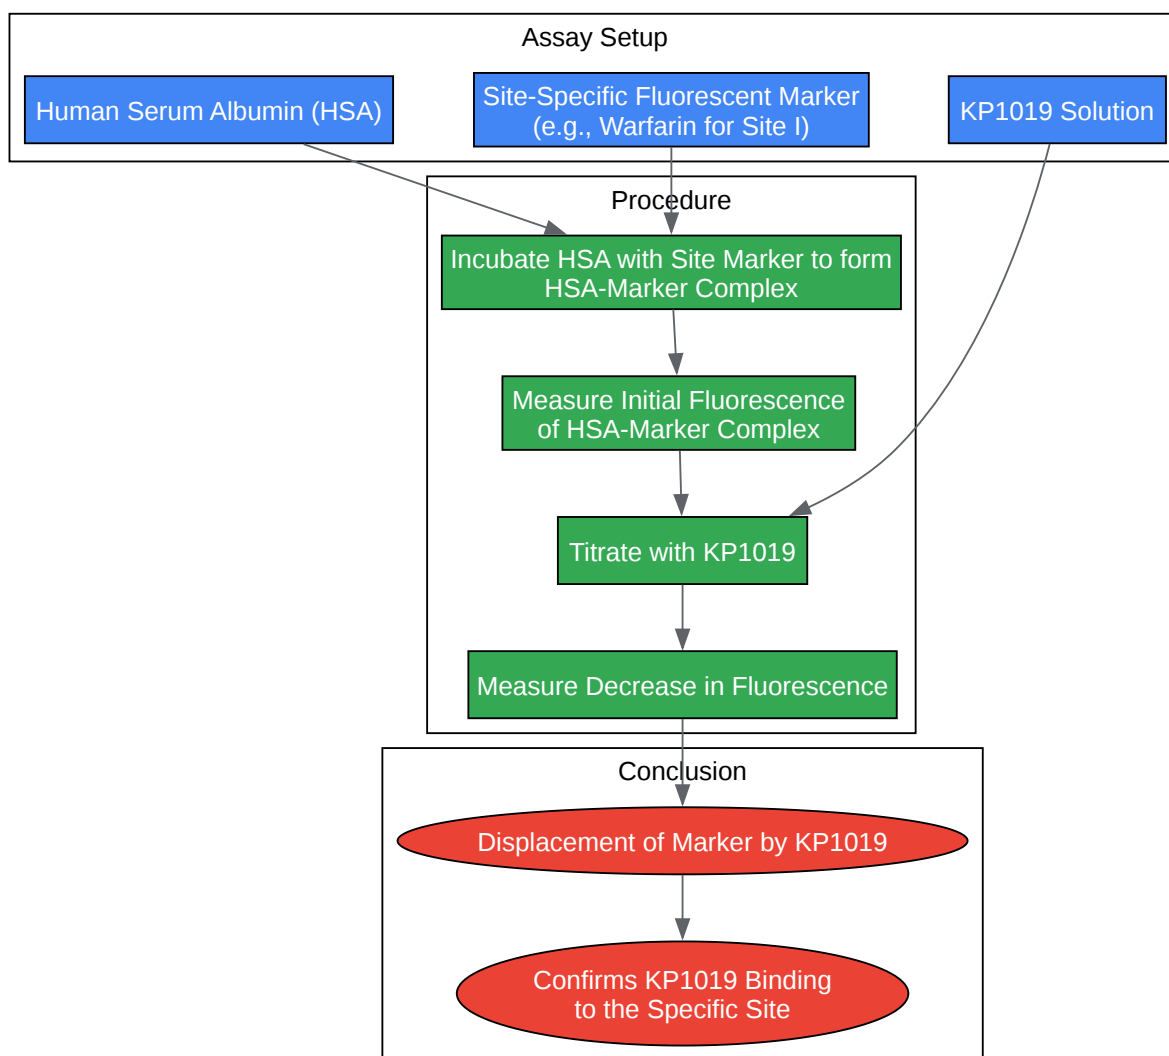 Assay Setup
Human Serum Albumin (HSA)
Site-Specific Fluorescent Marker
(e.g., Warfarin for Site I)
KP1019 Solution
Procedure
Incubate HSA with Site Marker to form
HSA-Marker Complex
Measure Initial Fluorescence
of HSA-Marker Complex
Titrate with KP1019
Measure Decrease in Fluorescence
Conclusion
Displacement of Marker by KP1019
Confirms KP1019 Binding
to the Specific Site